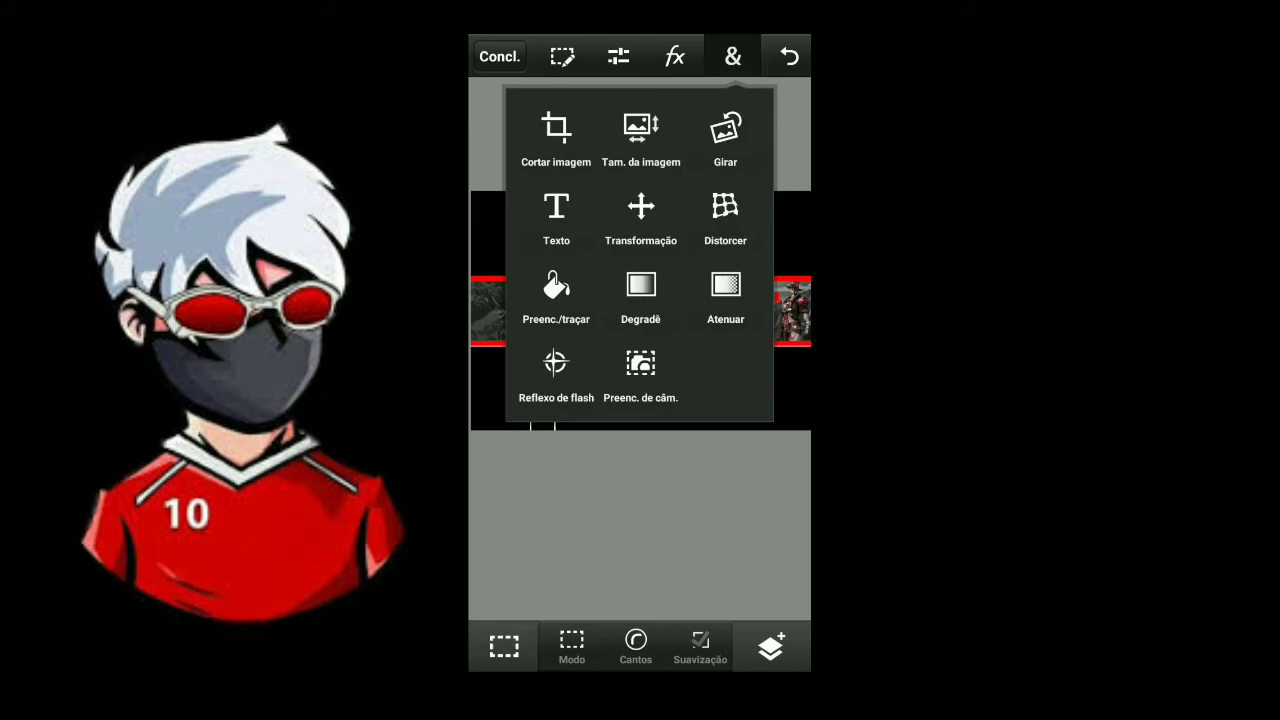 Concl.
fx
&
Cortar imagem
Tam. da imagem
Girar
T
Texto
Transformação
Distorcer
Preenc./traçar
Degradê
Atenuar
Reflexo de flash
Preenc. de câm.
10
Modo
Cantos
Suavização